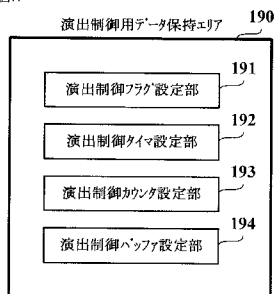 190
演出制御用データ保持エリア
191
演出制御フラグ設定部
192
演出制御タイマ設定部
193
演出制御カウンタ設定部
194
演出制御バッファ設定部